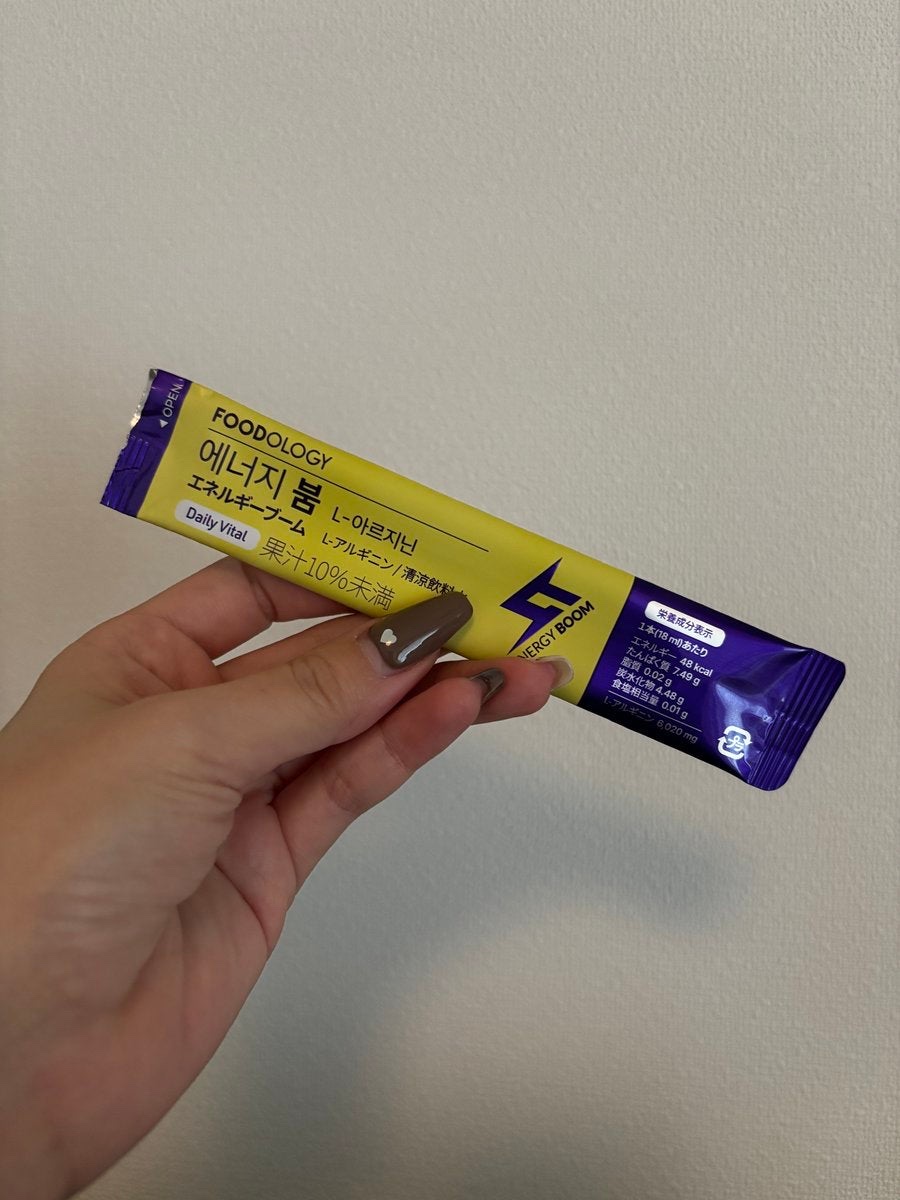 ◀OPEN
FOODOLOGY
에너지 붐 L-아르지닌
エネルギーブーム L-アルギニン / 清涼飲料水
Daily Vital
果汁10%未満
ENERGY BOOM
栄養成分表示
1本(18 ml)あたり
エネルギー 48 kcal
たんぱく質 7.49 g
脂質 0.02 g
炭水化物 4.48 g
食塩相当量 0.01 g
L-アルギニン 6,020 mg
プラ